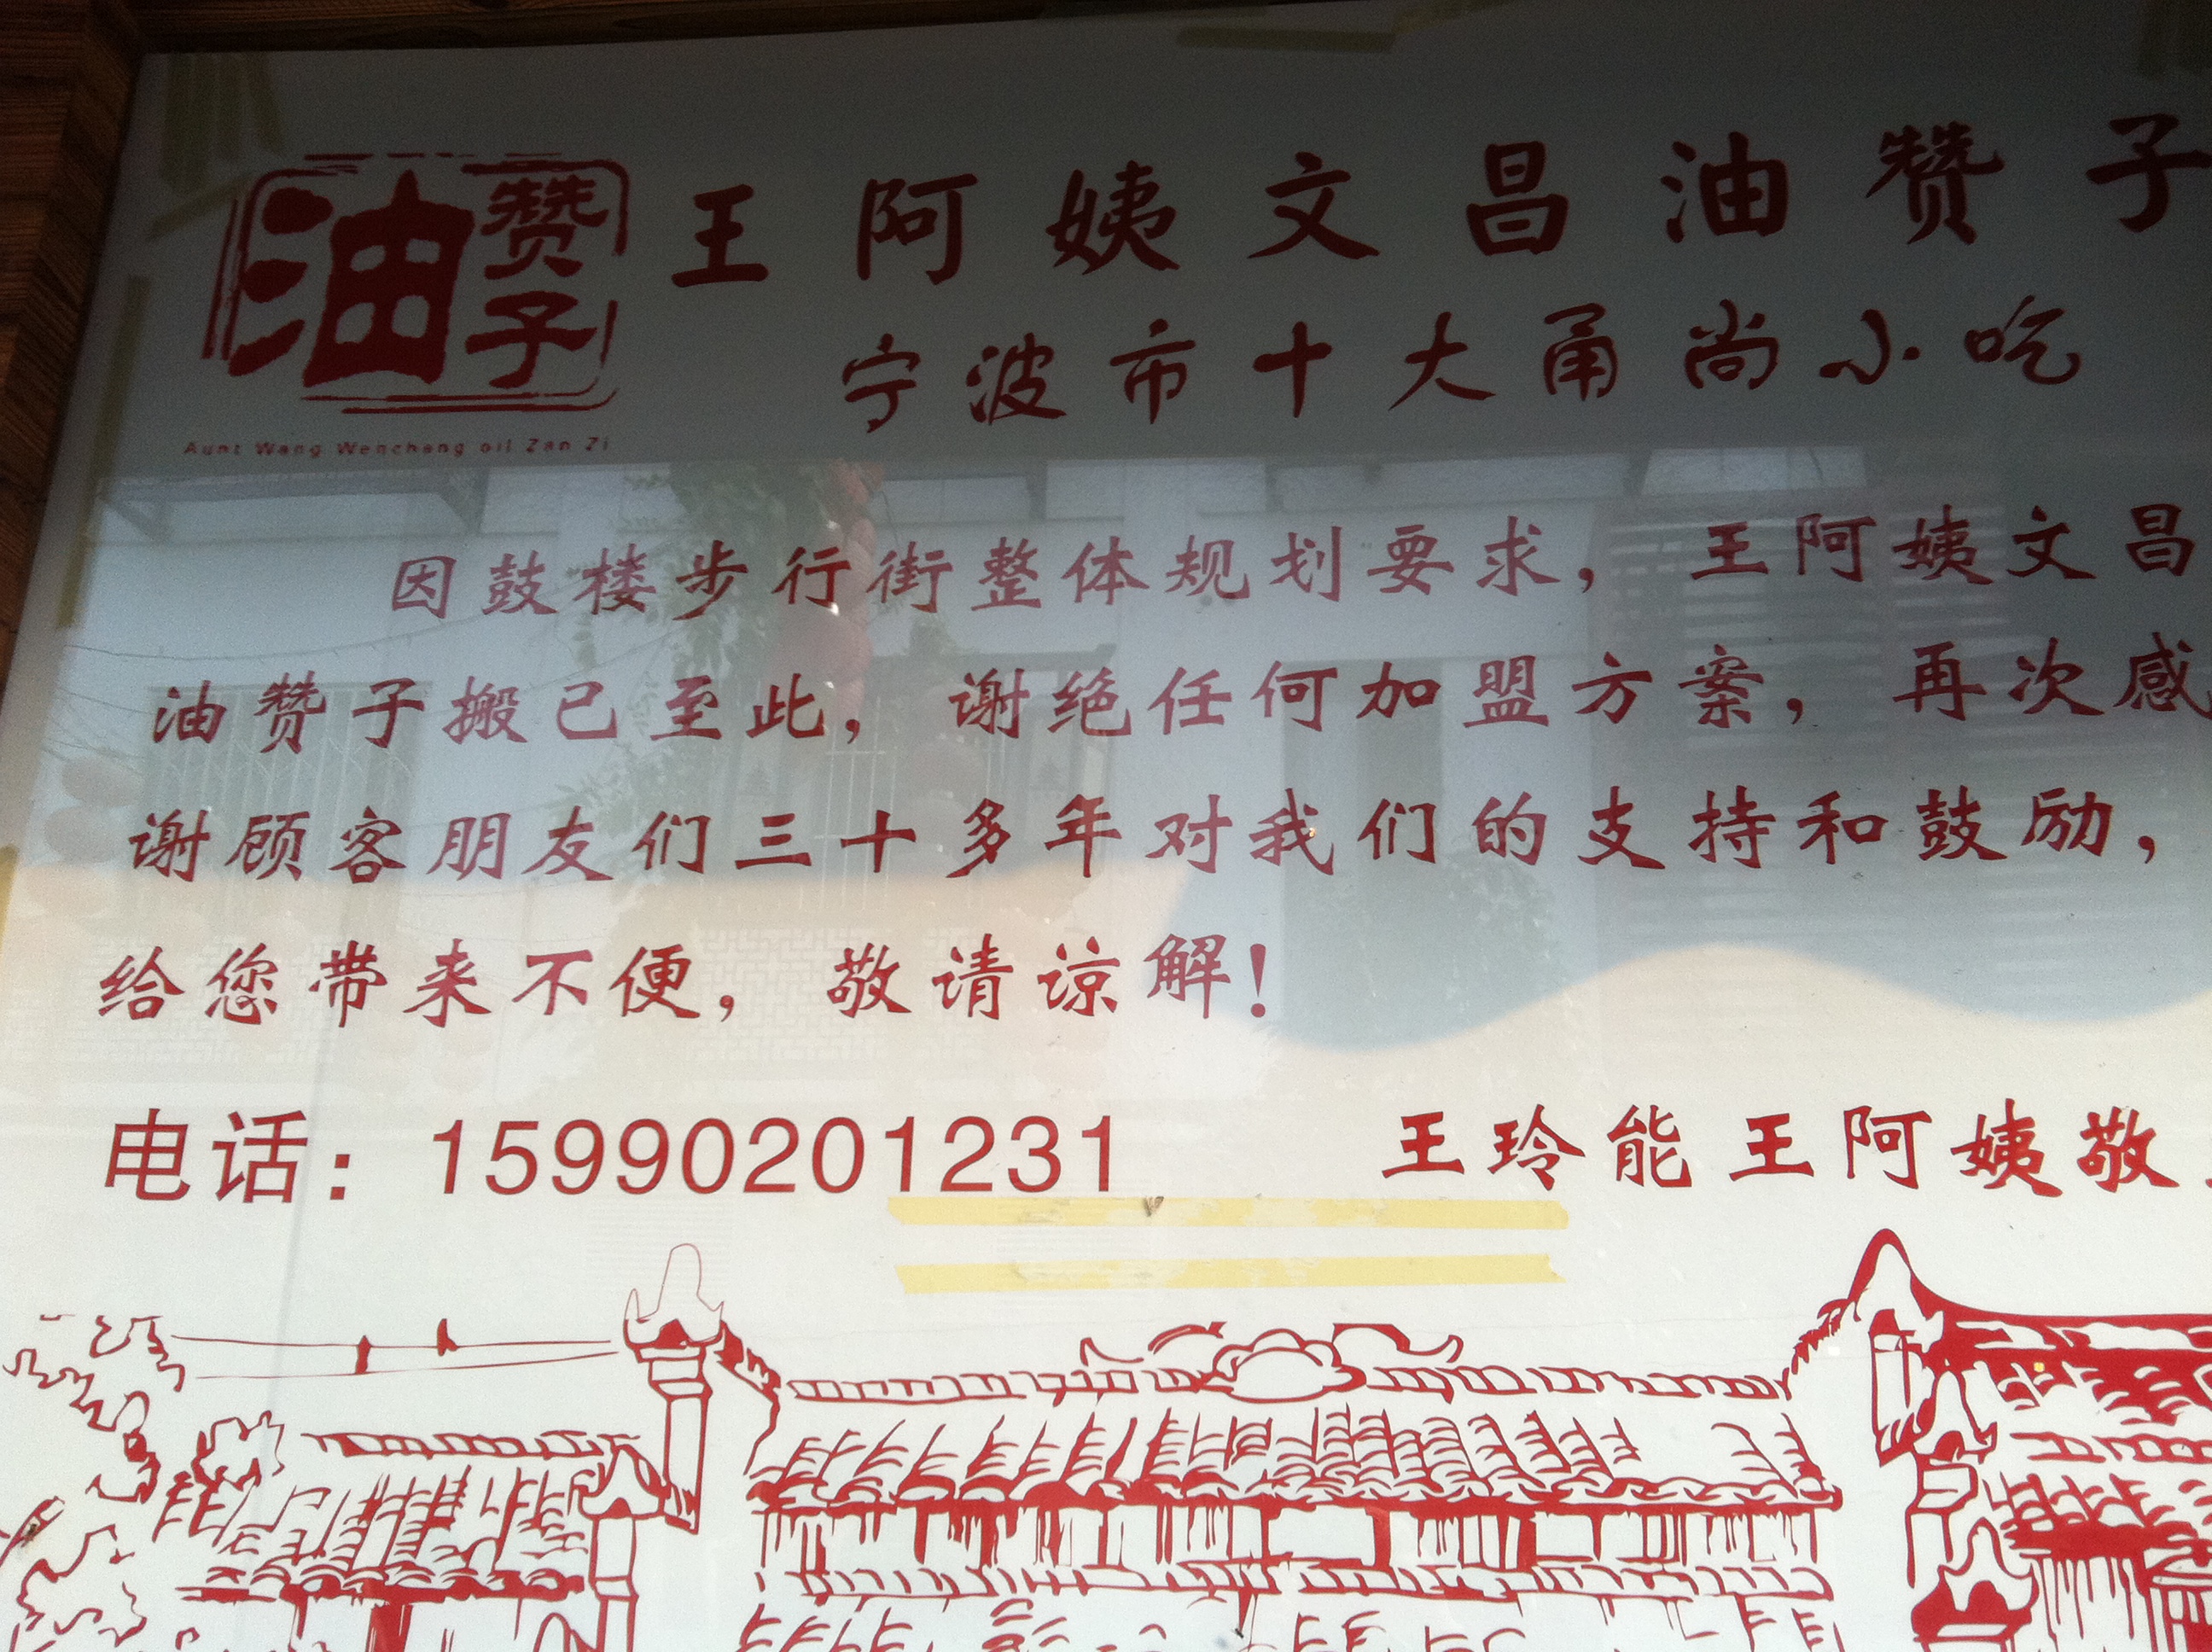 油赞子
Aunt Wang Wenchang oil Zan Zi
王阿姨文昌油赞子
宁波市十大甬尚小吃
因鼓楼步行街整体规划要求，王阿姨文昌
油赞子搬已至此，谢绝任何加盟方案，再次感
谢顾客朋友们三十多年对我们的支持和鼓励，
给您带来不便，敬请谅解！
电话：15990201231
王玲能王阿姨敬